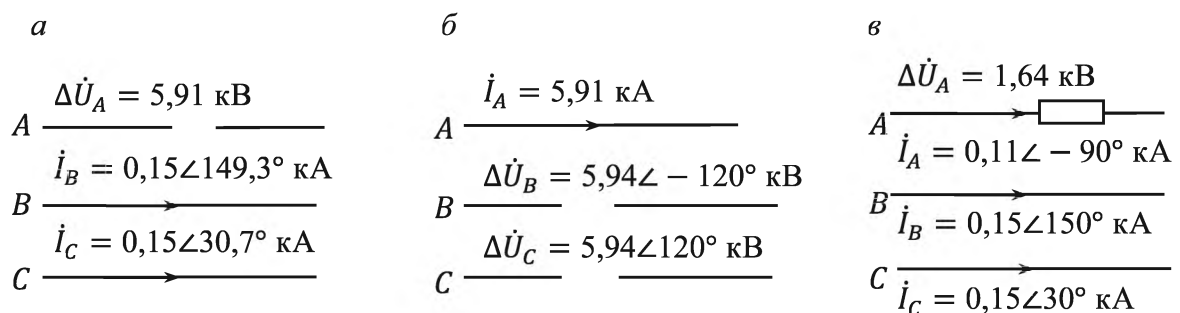 а
ΔU̇_A = 5,91 кВ
A
İ_B = 0,15∠149,3° кА
B
İ_C = 0,15∠30,7° кА
C
б
İ_A = 5,91 кА
A
ΔU̇_B = 5,94∠ − 120° кВ
B
ΔU̇_C = 5,94∠120° кВ
C
в
ΔU̇_A = 1,64 кВ
A
İ_A = 0,11∠ − 90° кА
B
İ_B = 0,15∠150° кА
C
İ_C = 0,15∠30° кА